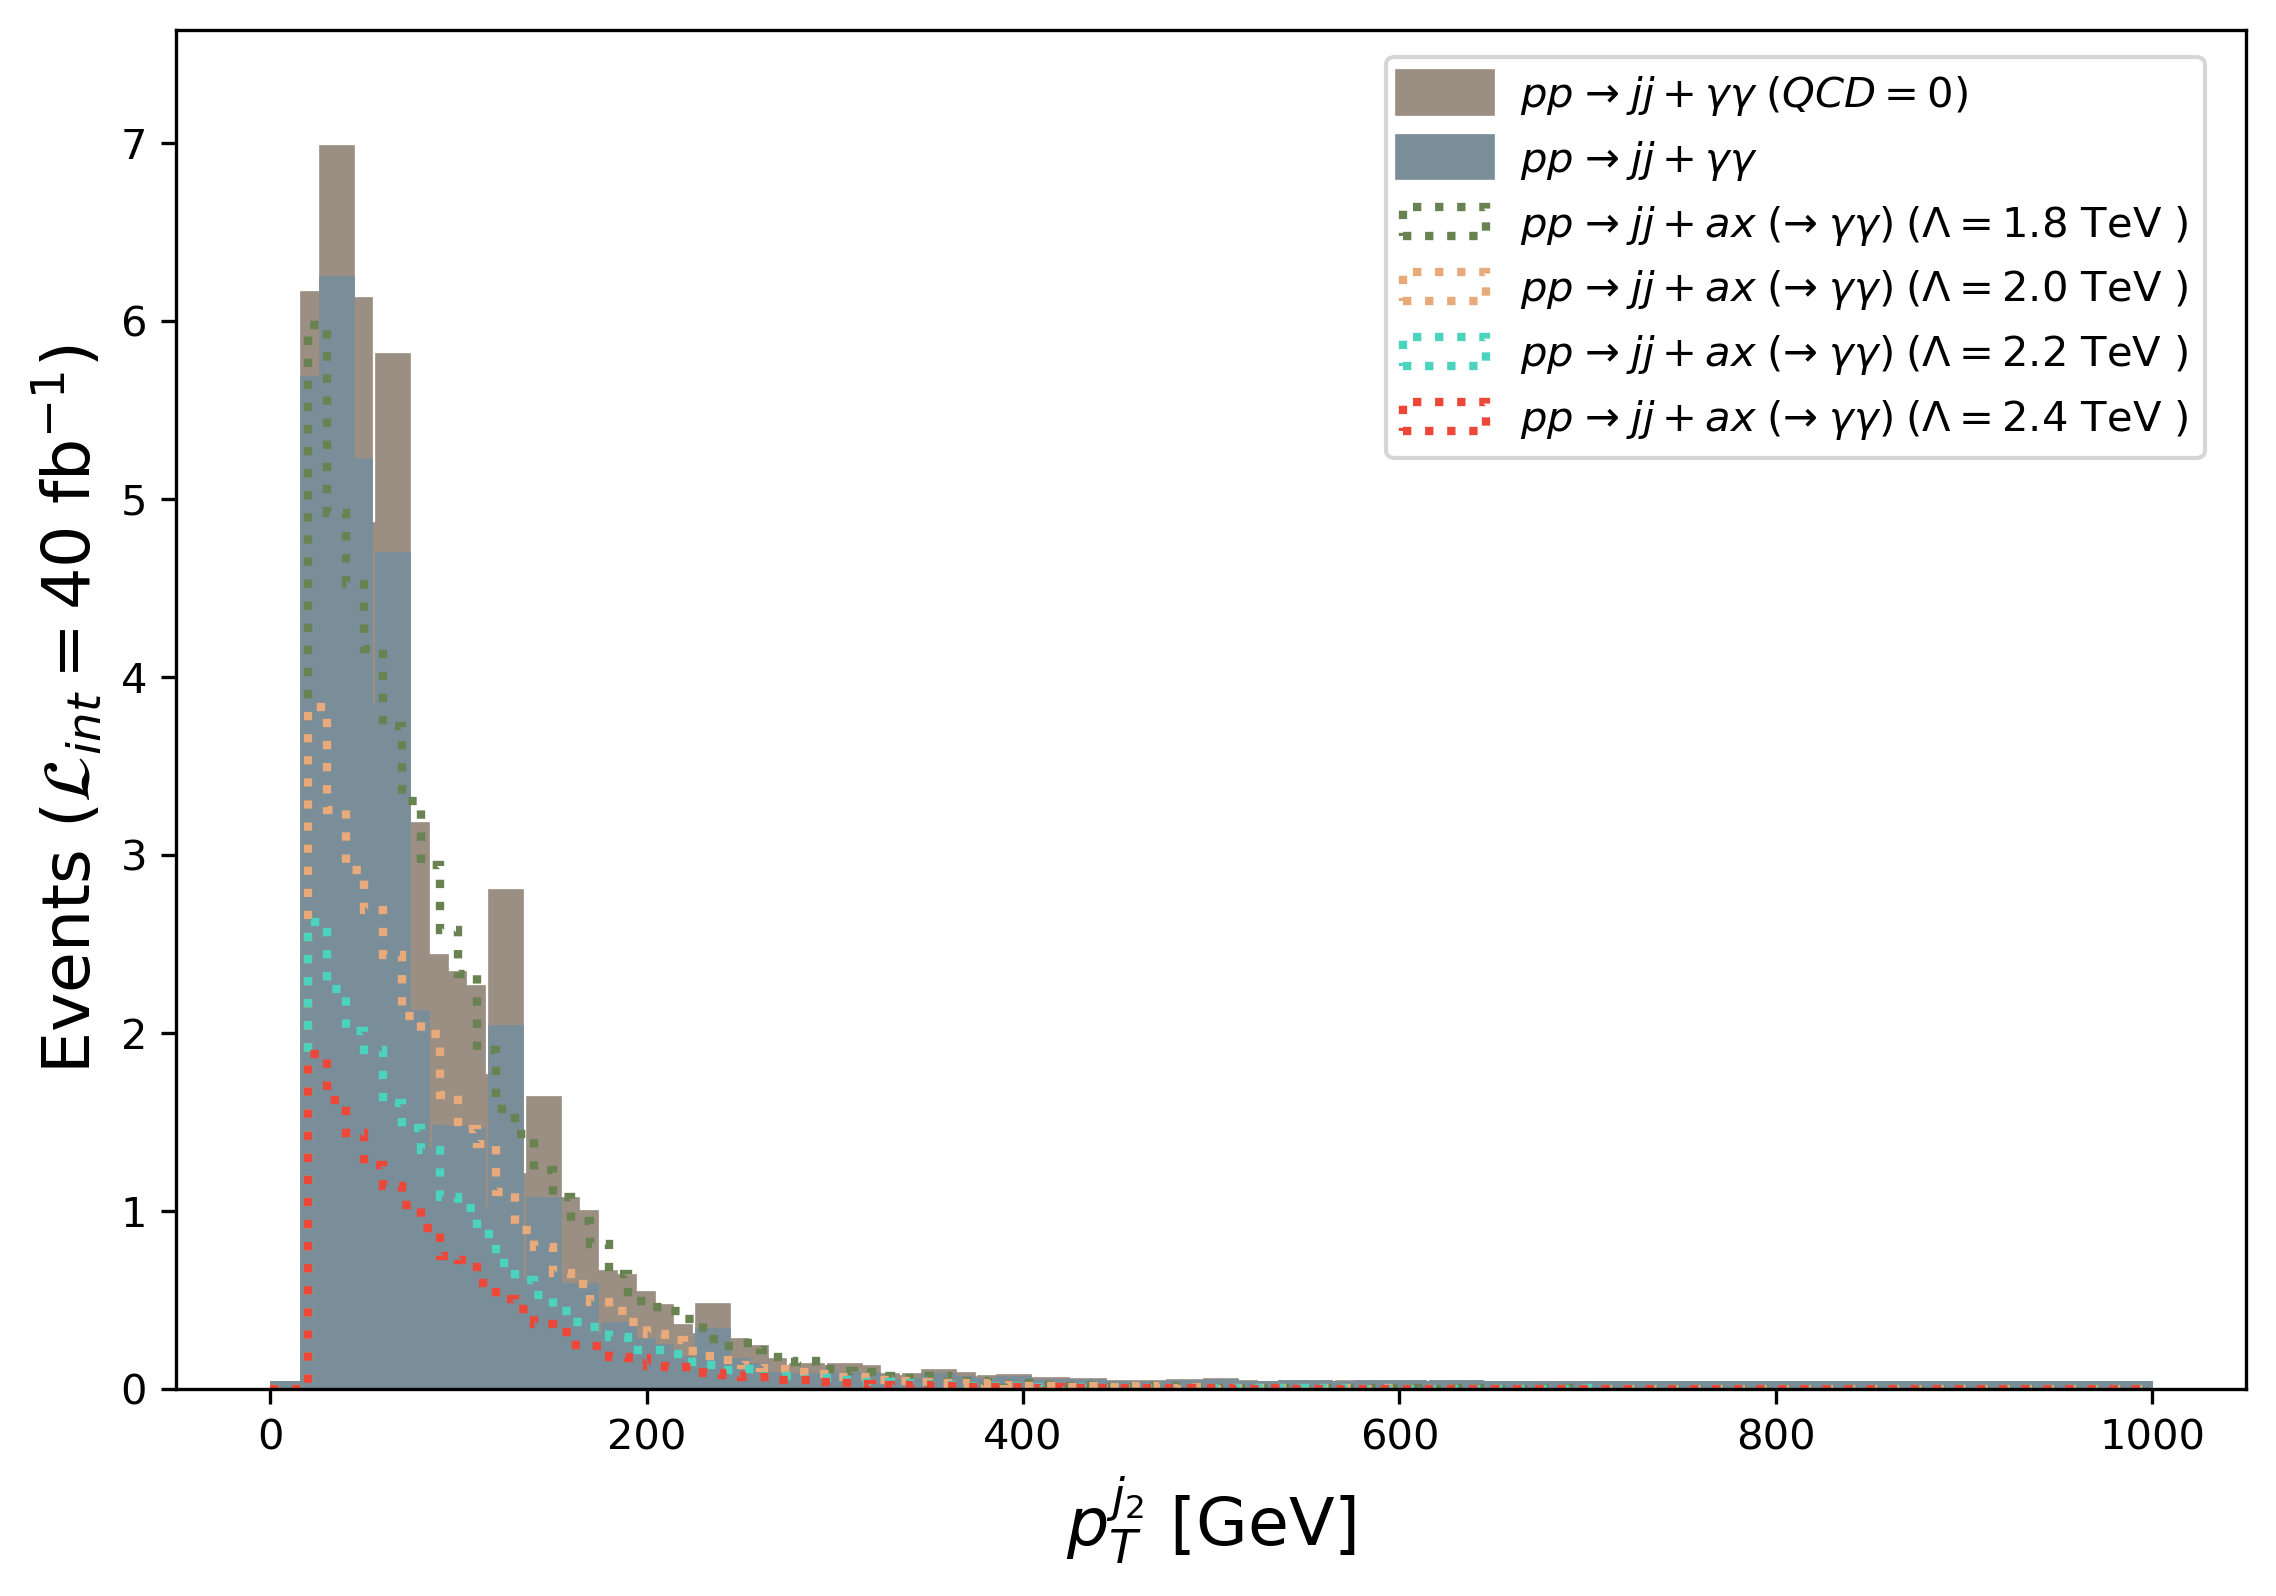 Events (ℒ_int = 40 fb⁻¹)
7
6
5
4
3
2
1
0
pp → jj + γγ (QCD = 0)
pp → jj + γγ
pp → jj + ax (→ γγ) (Λ = 1.8 TeV )
pp → jj + ax (→ γγ) (Λ = 2.0 TeV )
pp → jj + ax (→ γγ) (Λ = 2.2 TeV )
pp → jj + ax (→ γγ) (Λ = 2.4 TeV )
0 200 400 600 800 1000
p_T^{j_2} [GeV]